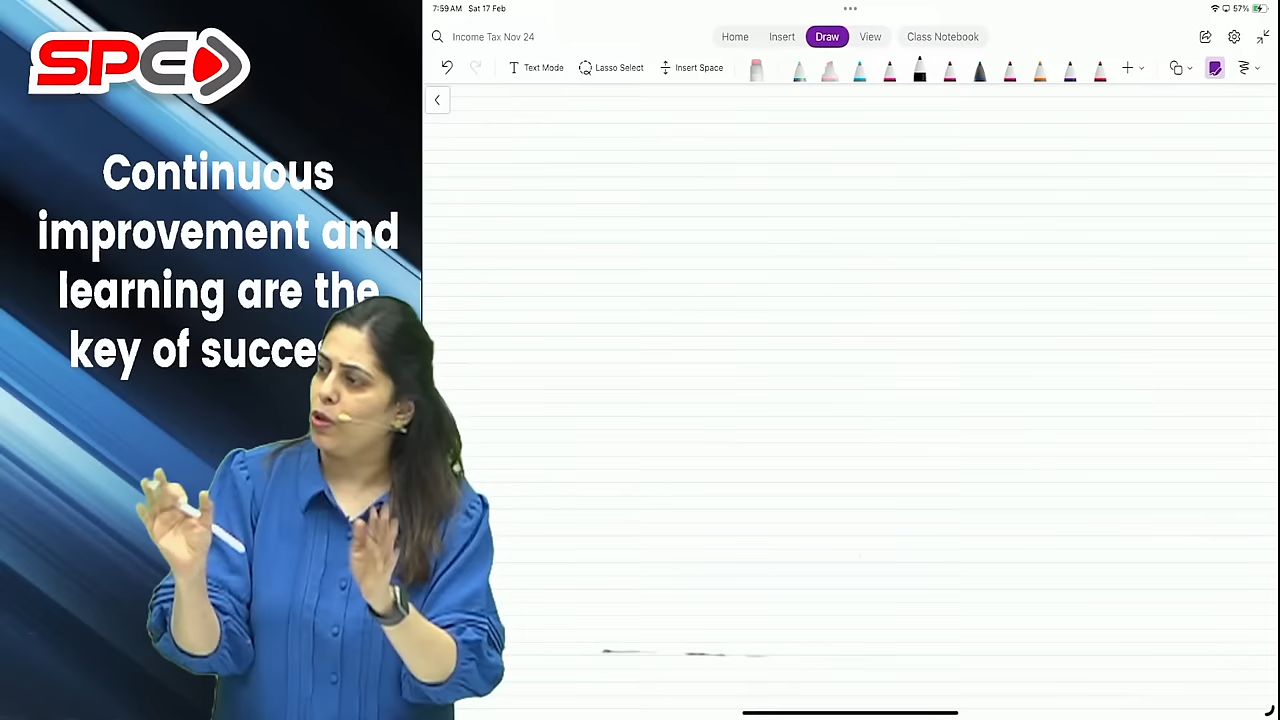 SPC
7:59 AM Sat 17 Feb
57%
Income Tax Nov 24
Home Insert Draw View Class Notebook
Text Mode Lasso Select Insert Space
Continuous
improvement and
learning are the
key of succe